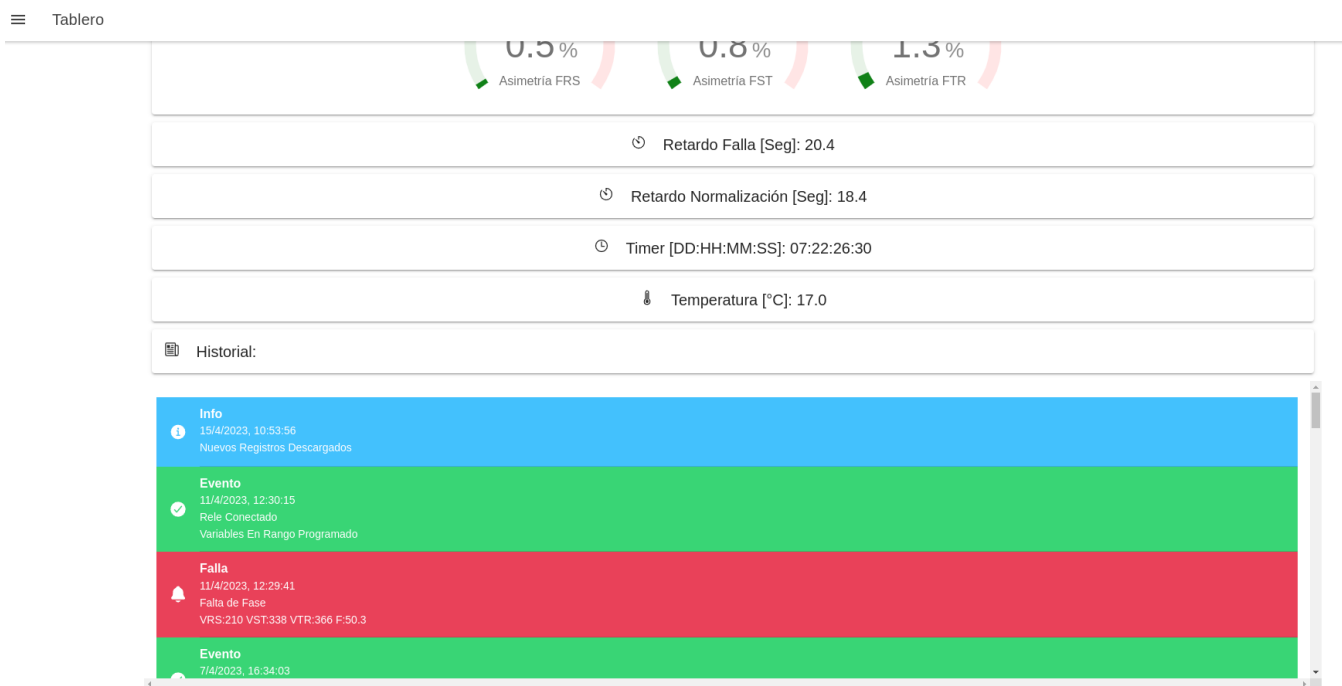 Tablero
0.5 %
0.8 %
1.3 %
Asimetría FRS
Asimetría FST
Asimetría FTR
Retardo Falla [Seg]: 20.4
Retardo Normalización [Seg]: 18.4
Timer [DD:HH:MM:SS]: 07:22:26:30
Temperatura [°C]: 17.0
Historial:
Info
15/4/2023, 10:53:56
Nuevos Registros Descargados
Evento
11/4/2023, 12:30:15
Rele Conectado
Variables En Rango Programado
Falla
11/4/2023, 12:29:41
Falta de Fase
VRS:210 VST:338 VTR:366 F:50.3
Evento
7/4/2023, 16:34:03